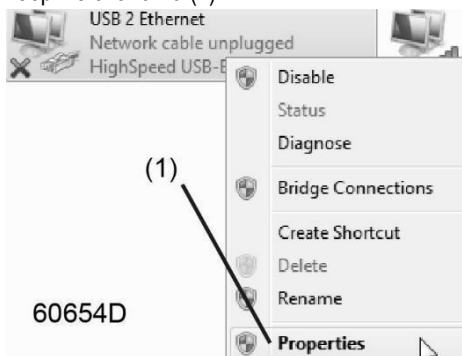 USB 2 Ethernet
Network cable unplugged
HighSpeed USB-E
Disable
Status
Diagnose
(1)
Bridge Connections
Create Shortcut
Delete
Rename
60654D
Properties